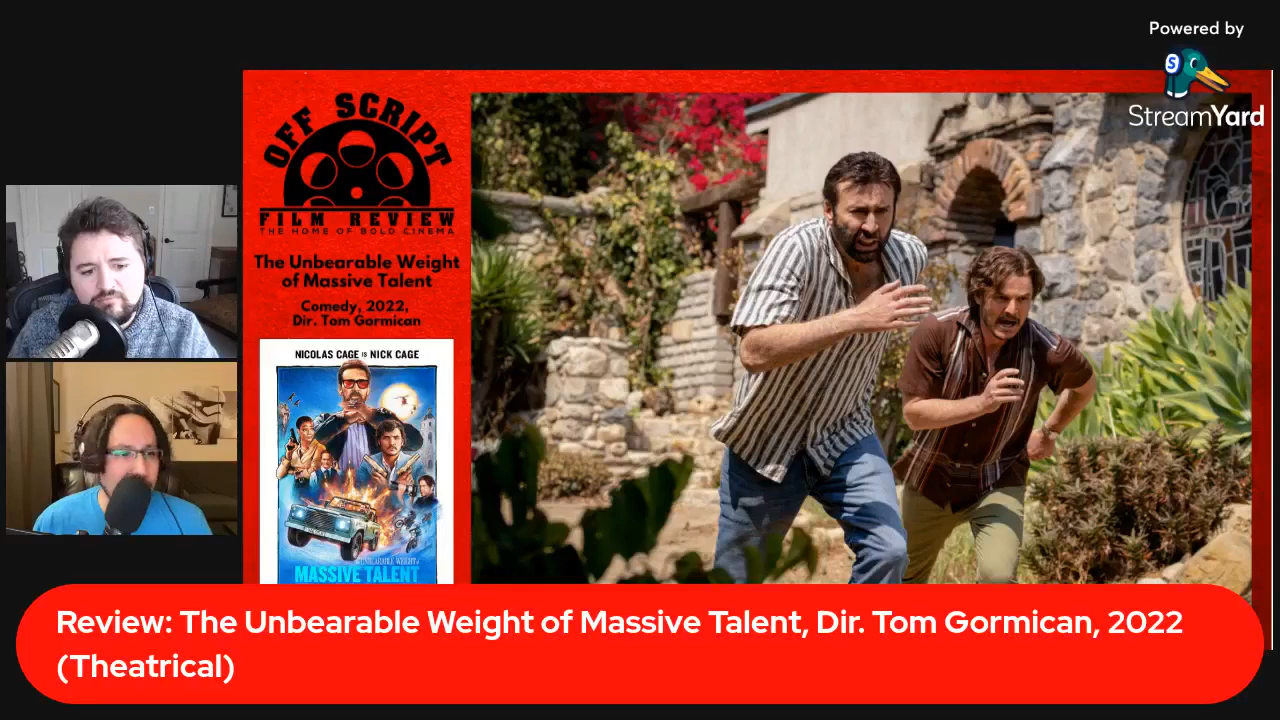 Powered by
StreamYard
OFF SCRIPT
FILM REVIEW
THE HOME OF BOLD CINEMA
The Unbearable Weight
of Massive Talent
Comedy, 2022,
Dir. Tom Gormican
NICOLAS CAGE IS NICK CAGE
MASSIVE TALENT
Review: The Unbearable Weight of Massive Talent, Dir. Tom Gormican, 2022
(Theatrical)